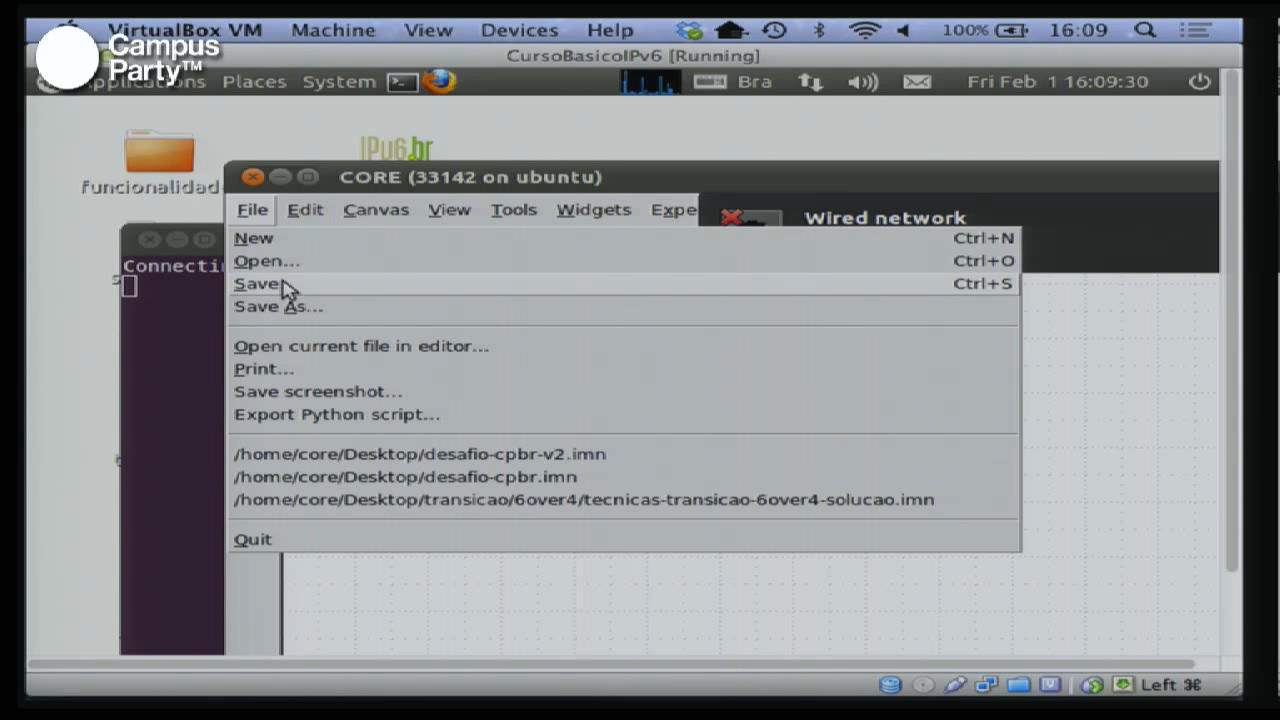 VirtualBox VM Machine View Devices Help 100% 16:09
Campus
Party™
CursoBasicoIPv6 [Running]
Applications Places System Bra Fri Feb 1 16:09:30
IPv6.br
funcionalidad
CORE (33142 on ubuntu)
File Edit Canvas View Tools Widgets Expe
Wired network
Connectin
New Ctrl+N
Open... Ctrl+O
Save Ctrl+S
Save As...
Open current file in editor...
Print...
Save screenshot...
Export Python script...
/home/core/Desktop/desafio-cpbr-v2.imn
/home/core/Desktop/desafio-cpbr.imn
/home/core/Desktop/transicao/6over4/tecnicas-transicao-6over4-solucao.imn
Quit
Left ⌘